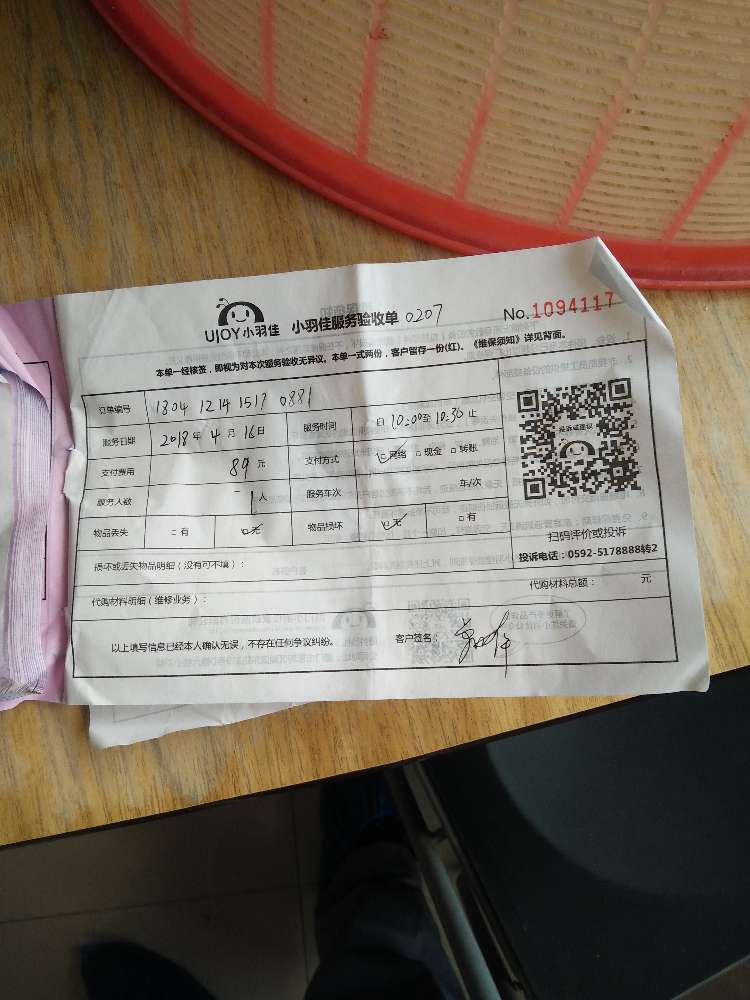 UJOY小羽佳 小羽佳服务验收单 0207 No.1094117
本单一经核签，即视为对本次服务验收无异议。本单一式两份，客户留存一份(红)。《维保须知》详见背面。
订单编号 1804 1214 1517 0881
服务日期 2018年4月16日 服务时间 日10:00至10:30止
支付费用 89元 支付方式 ☑网络 □现金 □转账
服务人数 1人 服务车次 车/次
物品丢失 □有 ☑无 物品损坏 ☑无 □有
投诉或建议
扫码评价或投诉
投诉电话：0592-5178888转2
损坏或丢失物品明细（没有可不填）：
代购材料明细（维修业务）： 代购材料总额： 元
以上填写信息已经本人确认无误，不存在任何争议纠纷。 客户签名：